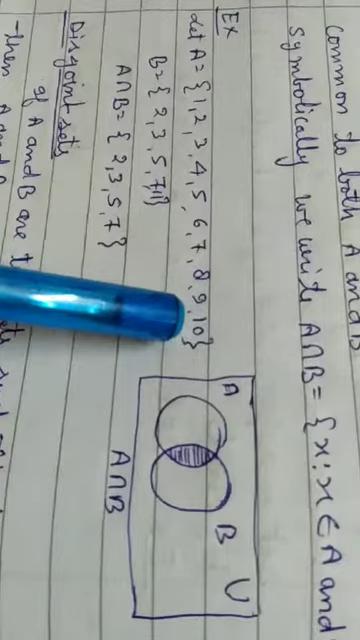 common to both A and B
symbolically we write A∩B = {x : x ∈ A and
Ex
Let A = {1, 2, 3, 4, 5, 6, 7, 8, 9, 10}
B = {2, 3, 5, 7, 11}
A∩B = {2, 3, 5, 7}
A
B
U
A∩B
Disjoint sets
If A and B are
then A and